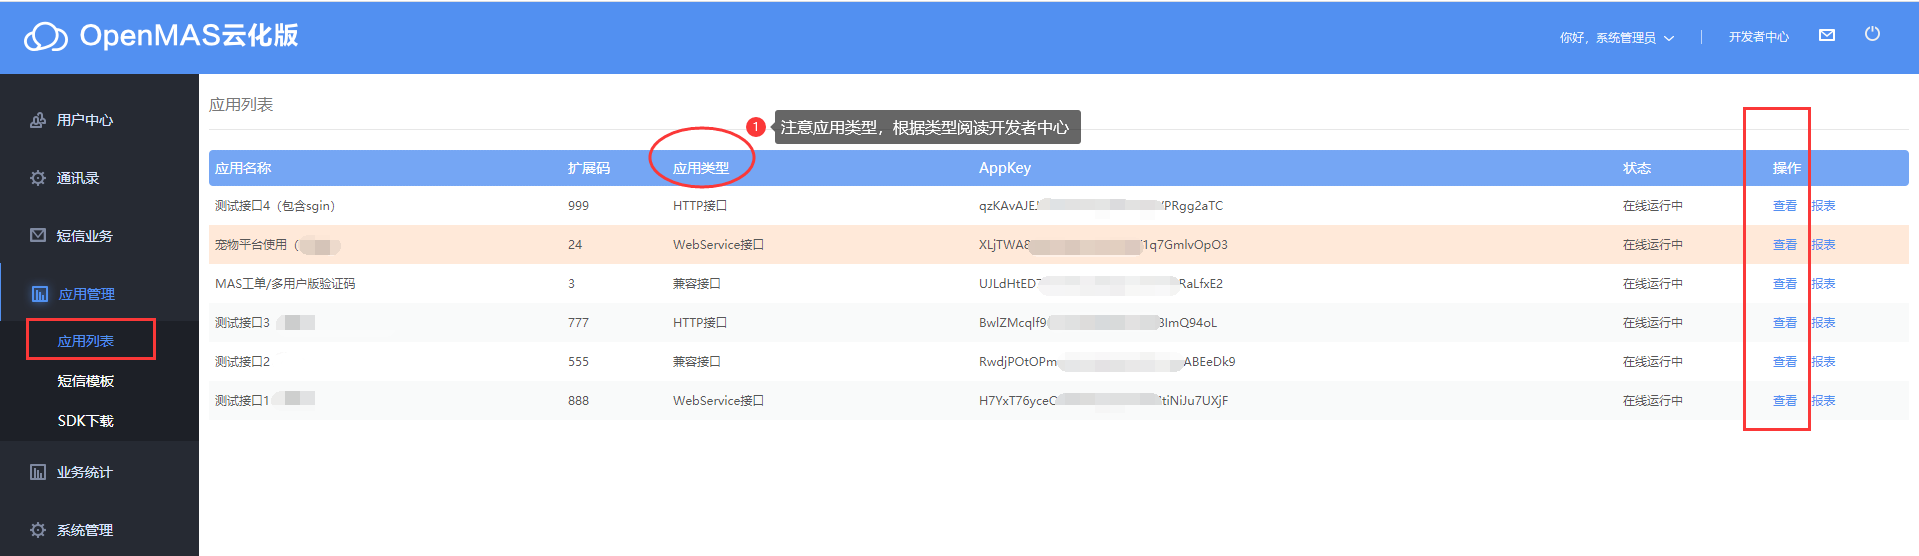 OpenMAS云化版
你好, 系统管理员
开发者中心
用户中心
通讯录
短信业务
应用管理
应用列表
短信模板
SDK下载
业务统计
系统管理
应用列表
1 注意应用类型，根据类型阅读开发者中心
应用名称 扩展码 应用类型 AppKey 状态 操作
测试接口4（包含sgin） 999 HTTP接口 qzKAvAJE PRgg2aTC 在线运行中 查看 报表
宠物平台使用（ 24 WebService接口 XLjTWA8 1q7GmlvOpO3 在线运行中 查看 报表
MAS工单/多用户版验证码 3 兼容接口 UJLdHtED RaLfxE2 在线运行中 查看 报表
测试接口3 777 HTTP接口 BwlZMcqlf9 3ImQ94oL 在线运行中 查看 报表
测试接口2 555 兼容接口 RwdjPOtOPm ABEeDk9 在线运行中 查看 报表
测试接口1 888 WebService接口 H7YxT76yceC tiNiJu7UXjF 在线运行中 查看 报表